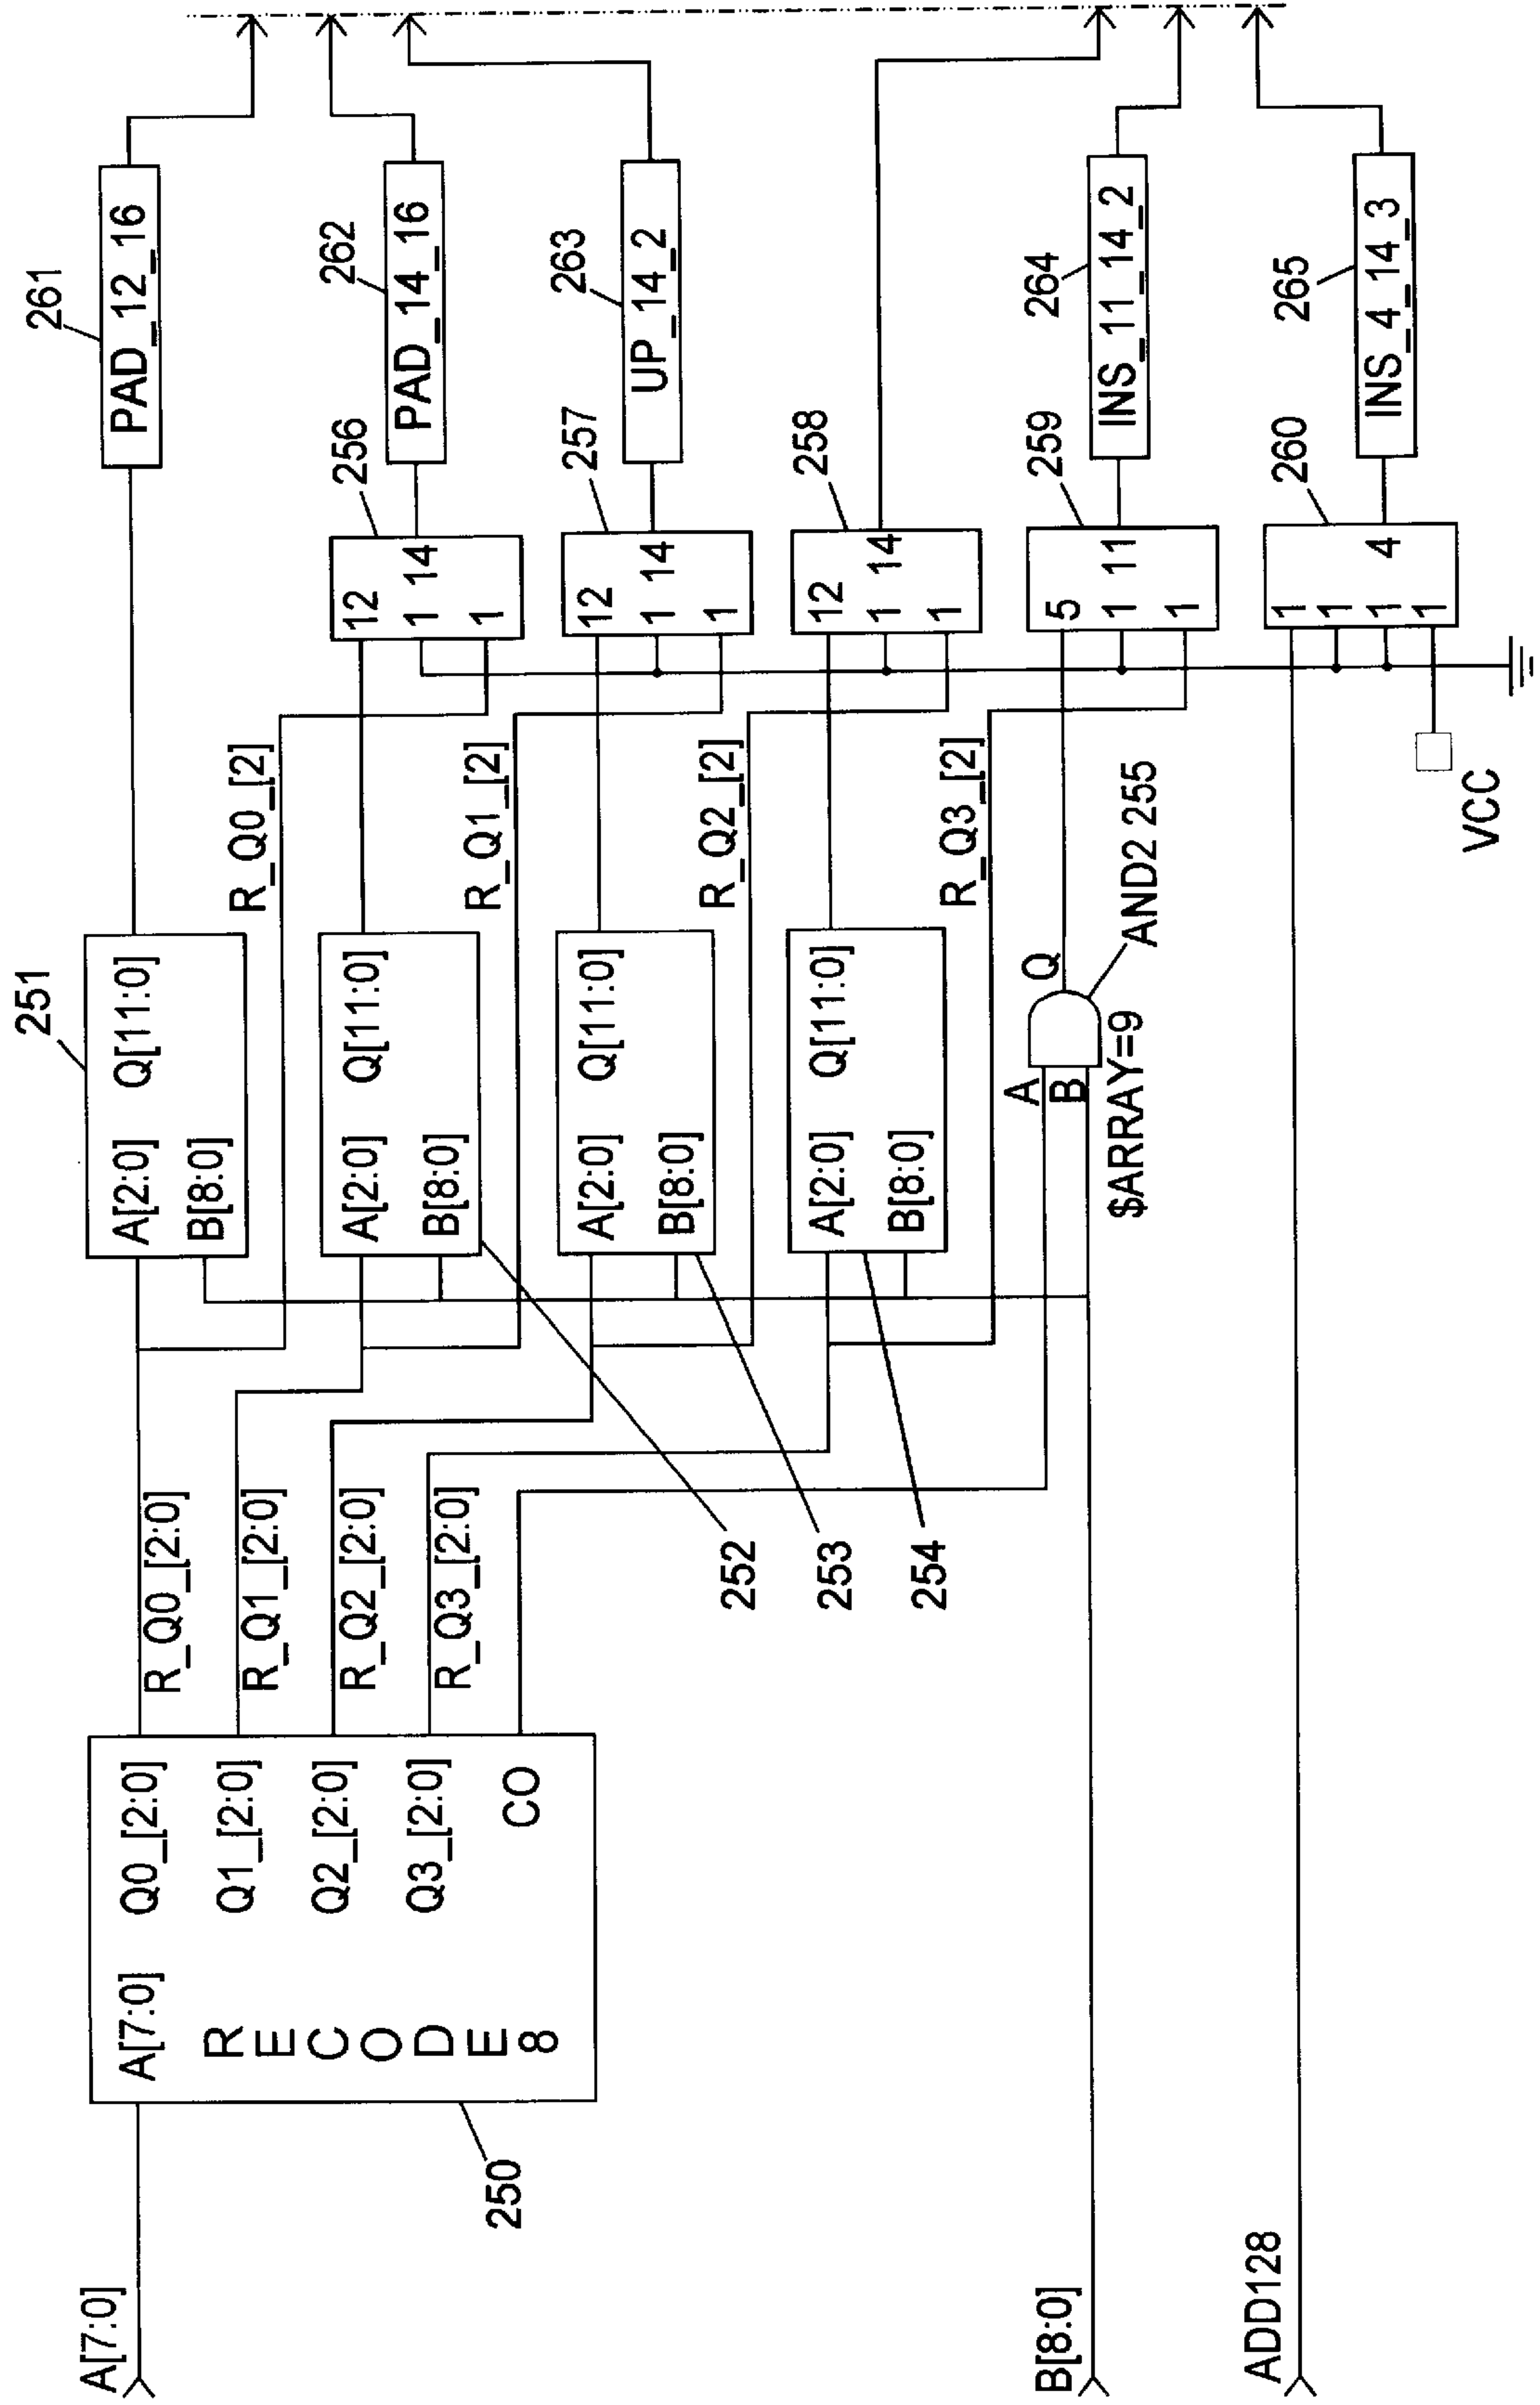 A[7:0]
250
A[7:0]
RECODE8
Q0_[2:0]
Q1_[2:0]
Q2_[2:0]
Q3_[2:0]
CO
R_Q0_[2:0]
R_Q1_[2:0]
R_Q2_[2:0]
R_Q3_[2:0]
251
A[2:0] Q[11:0]
B[8:0]
R_Q0_[2]
252
A[2:0] Q[11:0]
B[8:0]
R_Q1_[2]
253
A[2:0] Q[11:0]
B[8:0]
R_Q2_[2]
254
A[2:0] Q[11:0]
B[8:0]
R_Q3_[2]
A
B
Q
AND2 255
$ARRAY=9
B[8:0]
ADD128
VCC
256
12
1 14
1
257
12
1 14
1
258
12
1 14
1
259
5
1 11
1
260
1
1
1 4
1
261
PAD_12_16
262
PAD_14_16
263
UP_14_2
264
INS_11_14_2
265
INS_4_14_3